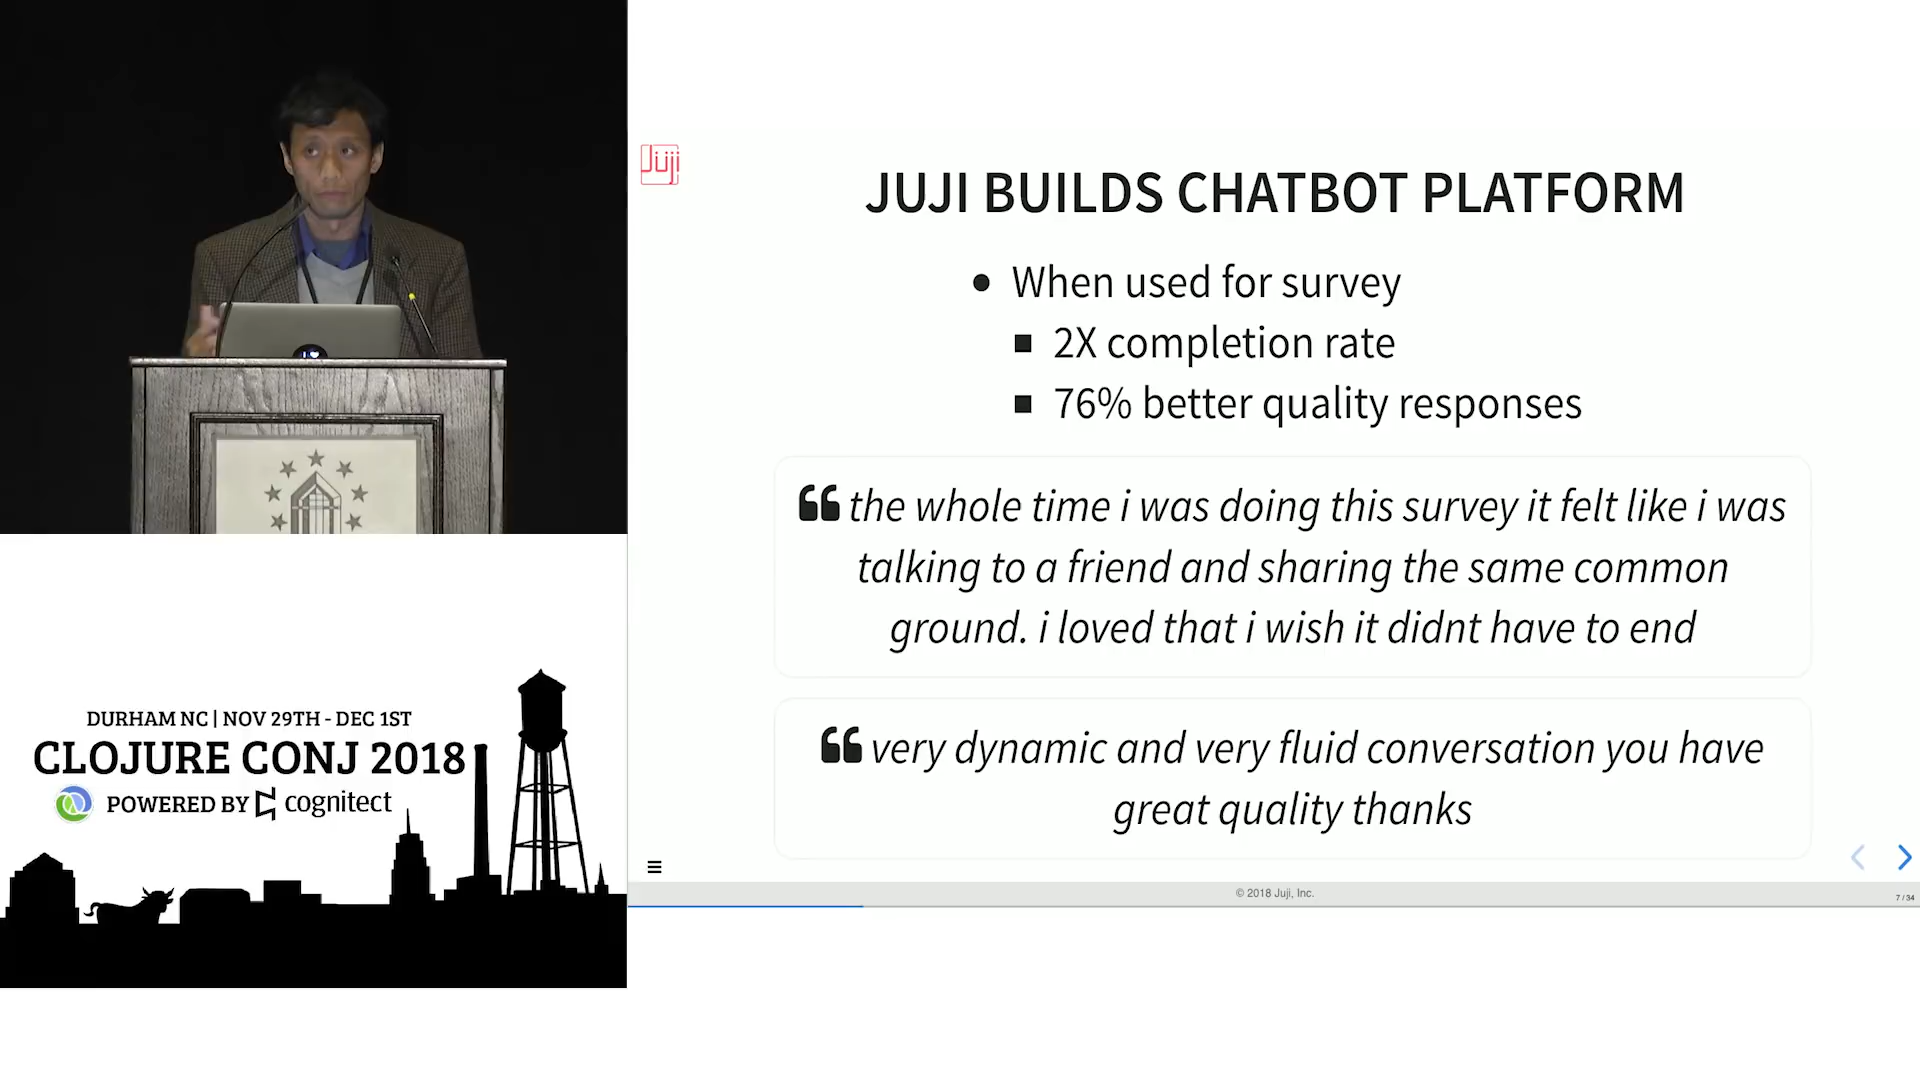 Juji
JUJI BUILDS CHATBOT PLATFORM
When used for survey
2X completion rate
76% better quality responses
the whole time i was doing this survey it felt like i was
talking to a friend and sharing the same common
ground. i loved that i wish it didnt have to end
very dynamic and very fluid conversation you have
great quality thanks
© 2018 Juji, Inc.
7 / 34
DURHAM NC | NOV 29TH - DEC 1ST
CLOJURE CONJ 2018
POWERED BY cognitect